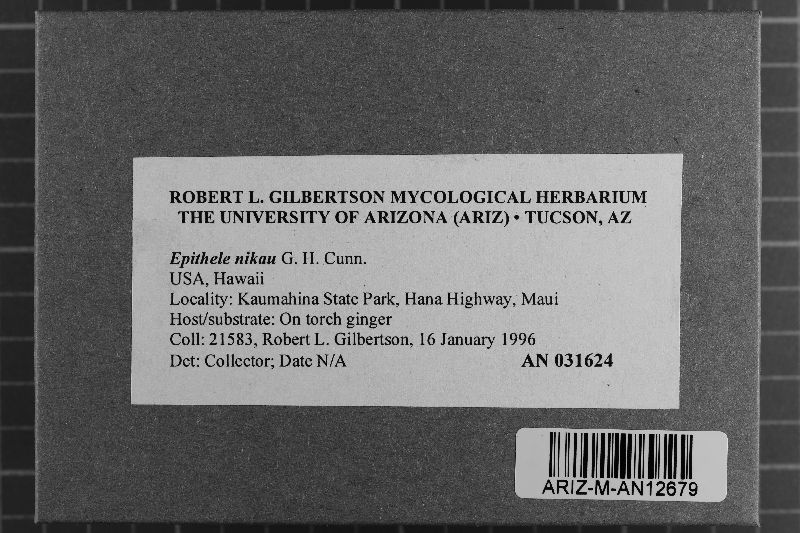 ROBERT L. GILBERTSON MYCOLOGICAL HERBARIUM
THE UNIVERSITY OF ARIZONA (ARIZ) • TUCSON, AZ
Epithele nikau G. H. Cunn.
USA, Hawaii
Locality: Kaumahina State Park, Hana Highway, Maui
Host/substrate: On torch ginger
Coll: 21583, Robert L. Gilbertson, 16 January 1996
Det: Collector; Date N/A AN 031624
ARIZ-M-AN12679